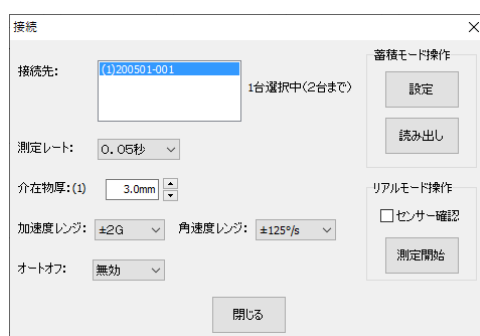 接続
接続先:
(1)200501-001
1台選択中(2台まで)
測定レート:
0.05秒
介在物厚:(1)
3.0mm
加速度レンジ:
±2G
角速度レンジ:
±125°/s
オートオフ:
無効
蓄積モード操作
設定
読み出し
リアルモード操作
センサー確認
測定開始
閉じる